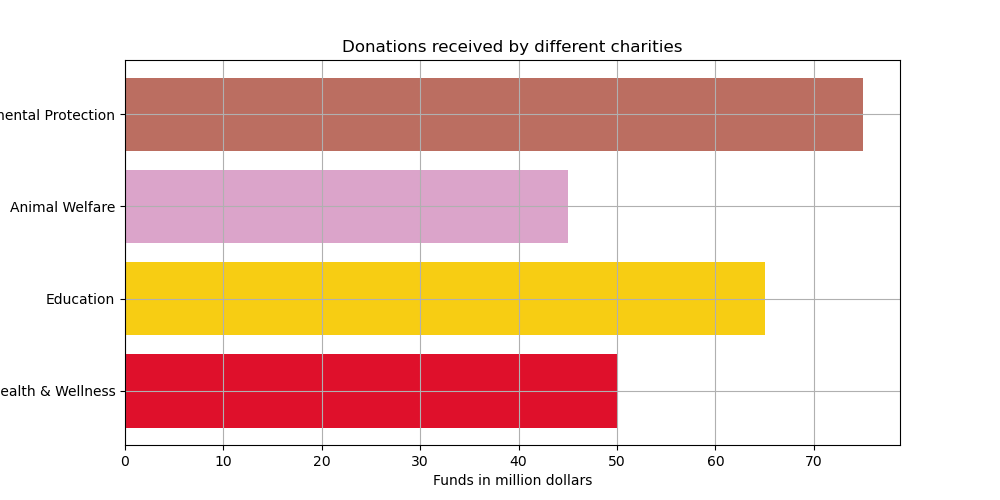 Donations received by different charities
mental Protection
Animal Welfare
Education
ealth & Wellness
0 10 20 30 40 50 60 70
Funds in million dollars